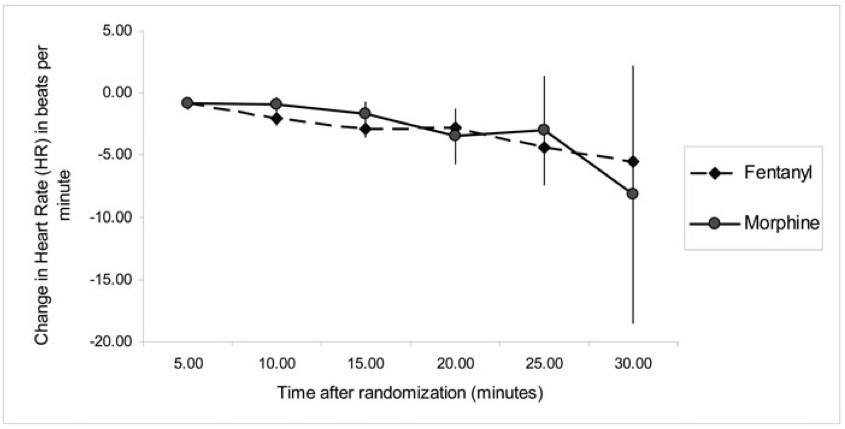 5.00
0.00
-5.00
-10.00
-15.00
-20.00
Change in Heart Rate (HR) in beats per
minute
5.00 10.00 15.00 20.00 25.00 30.00
Time after randomization (minutes)
Fentanyl
Morphine